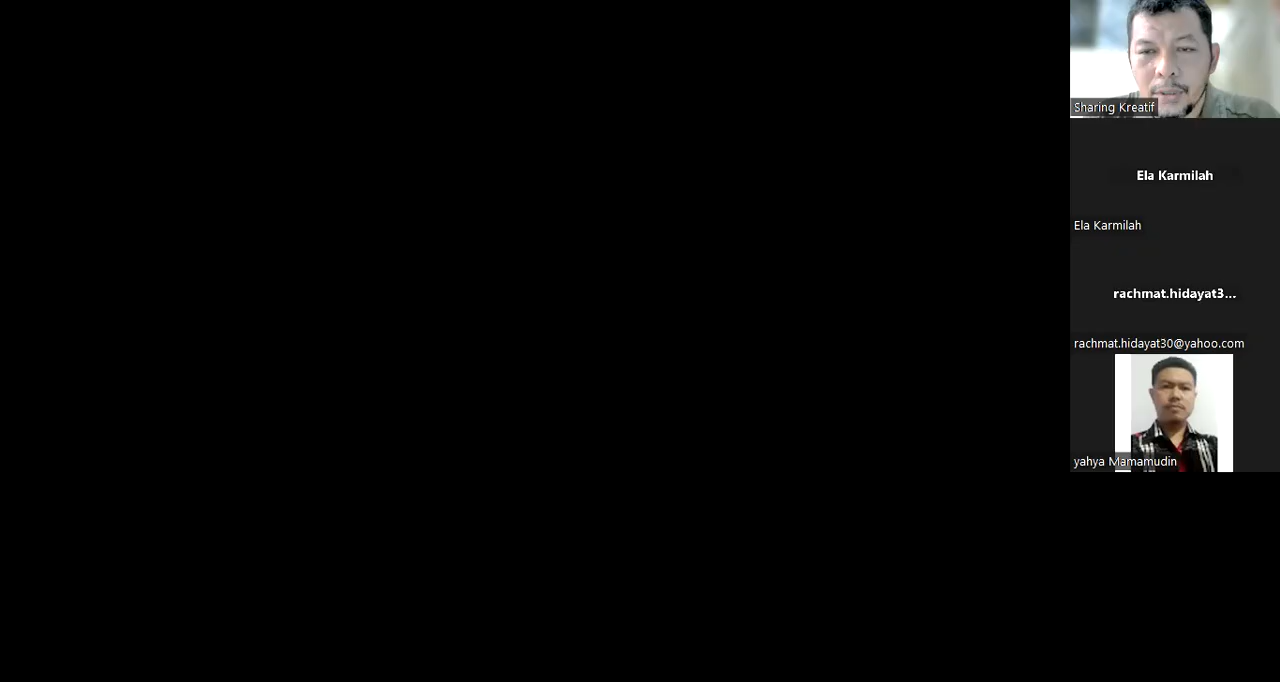 Sharing Kreatif
Ela Karmilah
Ela Karmilah
rachmat.hidayat3...
rachmat.hidayat30@yahoo.com
yahya Mamamudin